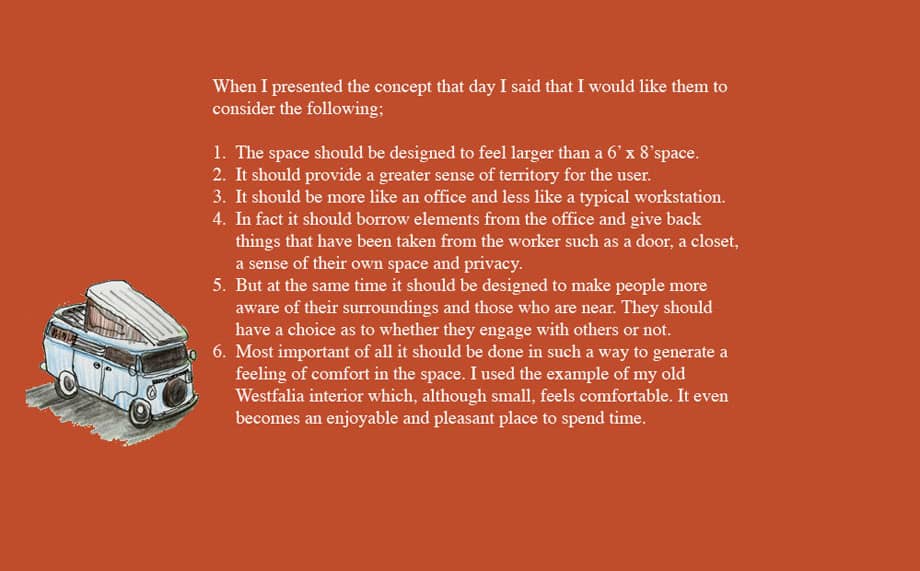 When I presented the concept that day I said that I would like them to
consider the following;
1. The space should be designed to feel larger than a 6’ x 8’space.
2. It should provide a greater sense of territory for the user.
3. It should be more like an office and less like a typical workstation.
4. In fact it should borrow elements from the office and give back
things that have been taken from the worker such as a door, a closet,
a sense of their own space and privacy.
5. But at the same time it should be designed to make people more
aware of their surroundings and those who are near. They should
have a choice as to whether they engage with others or not.
6. Most important of all it should be done in such a way to generate a
feeling of comfort in the space. I used the example of my old
Westfalia interior which, although small, feels comfortable. It even
becomes an enjoyable and pleasant place to spend time.